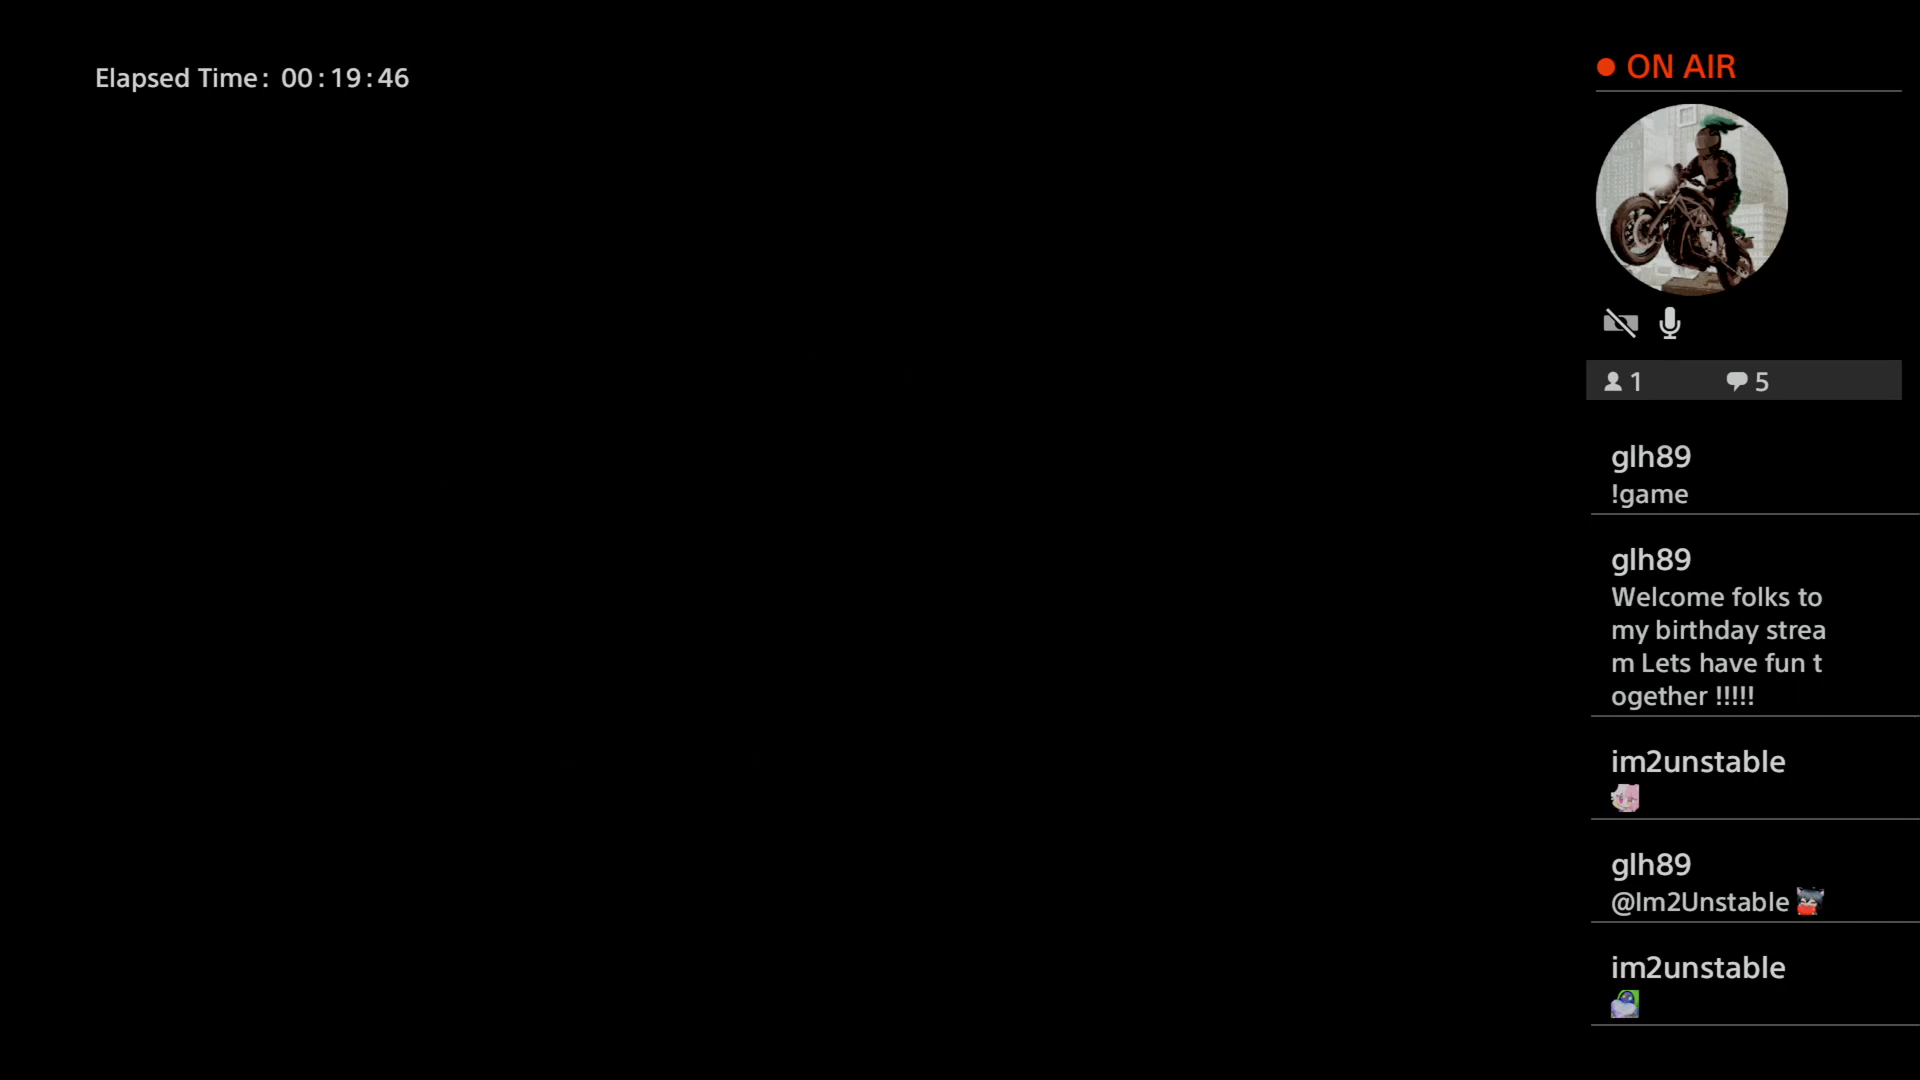 Elapsed Time: 00:19:46
ON AIR
1
5
glh89
!game
glh89
Welcome folks to
my birthday strea
m Lets have fun t
ogether !!!!!
im2unstable
glh89
@Im2Unstable
im2unstable